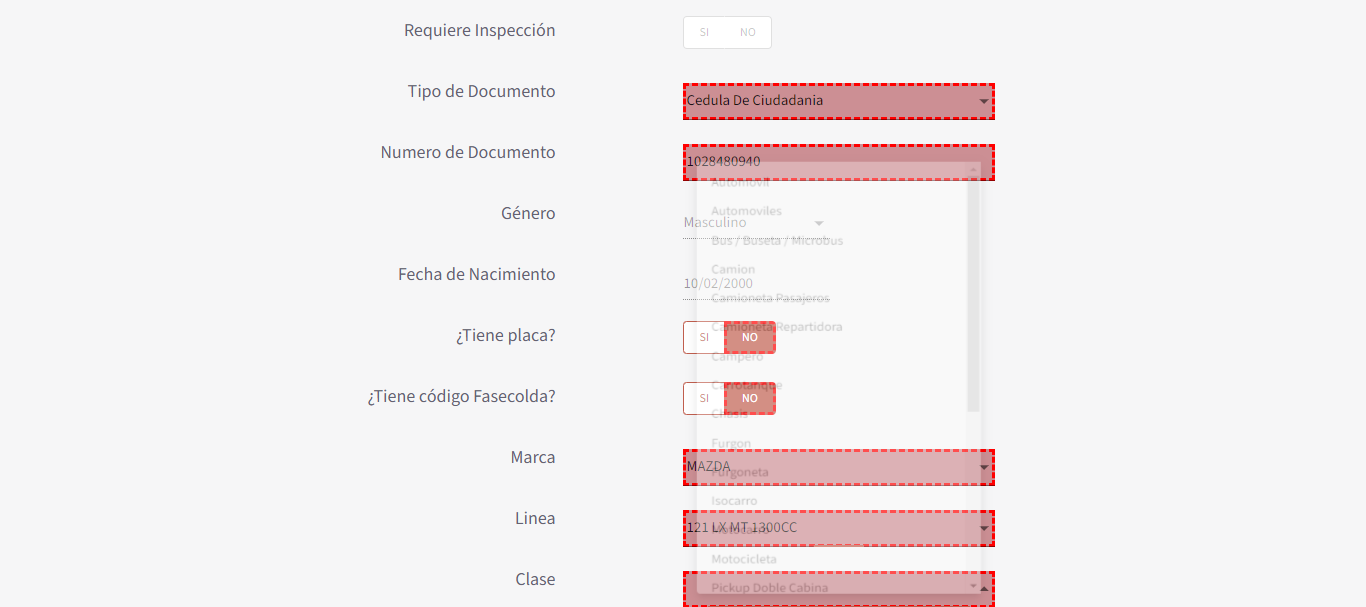 Requiere Inspección
SI NO
Tipo de Documento
Cedula De Ciudadania
Numero de Documento
1028480940
Automovil
Género
Automoviles
Masculino
Bus / Buseta / Microbus
Fecha de Nacimiento
Camion
10/02/2000
Camioneta Pasajeros
Camioneta Repartidora
¿Tiene placa?
SI NO
Campero
Carrotanque
¿Tiene código Fasecolda?
SI NO
Chasis
Furgon
Marca
MAZDA
Furgoneta
Isocarro
Linea
121 LX MT 1300CC
Motocarro
Motocicleta
Clase
Pickup Doble Cabina